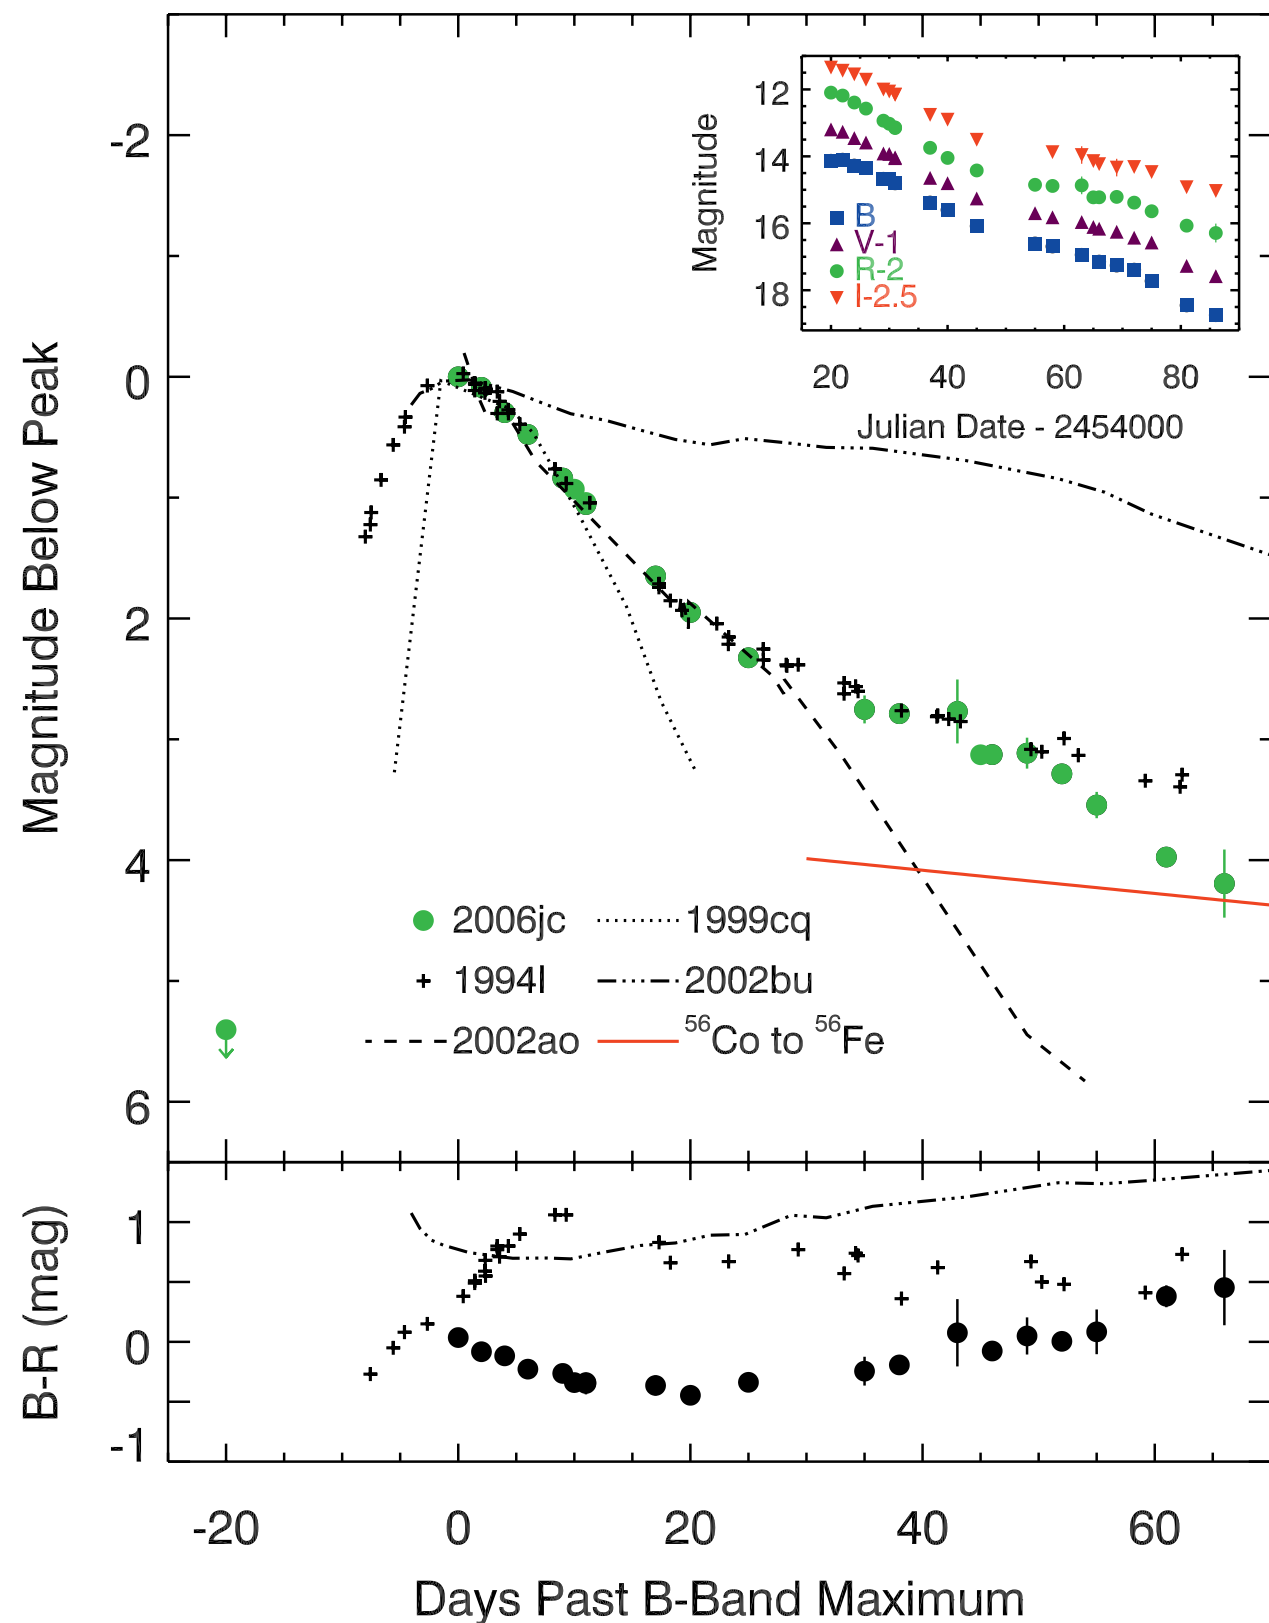 -2
0
2
4
6
Magnitude Below Peak
12
14
16
18
Magnitude
B
V-1
R-2
I-2.5
20 40 60 80
Julian Date - 2454000
2006jc 1999cq
1994I 2002bu
2002ao 56Co to 56Fe
1
0
-1
B-R (mag)
-20 0 20 40 60
Days Past B-Band Maximum